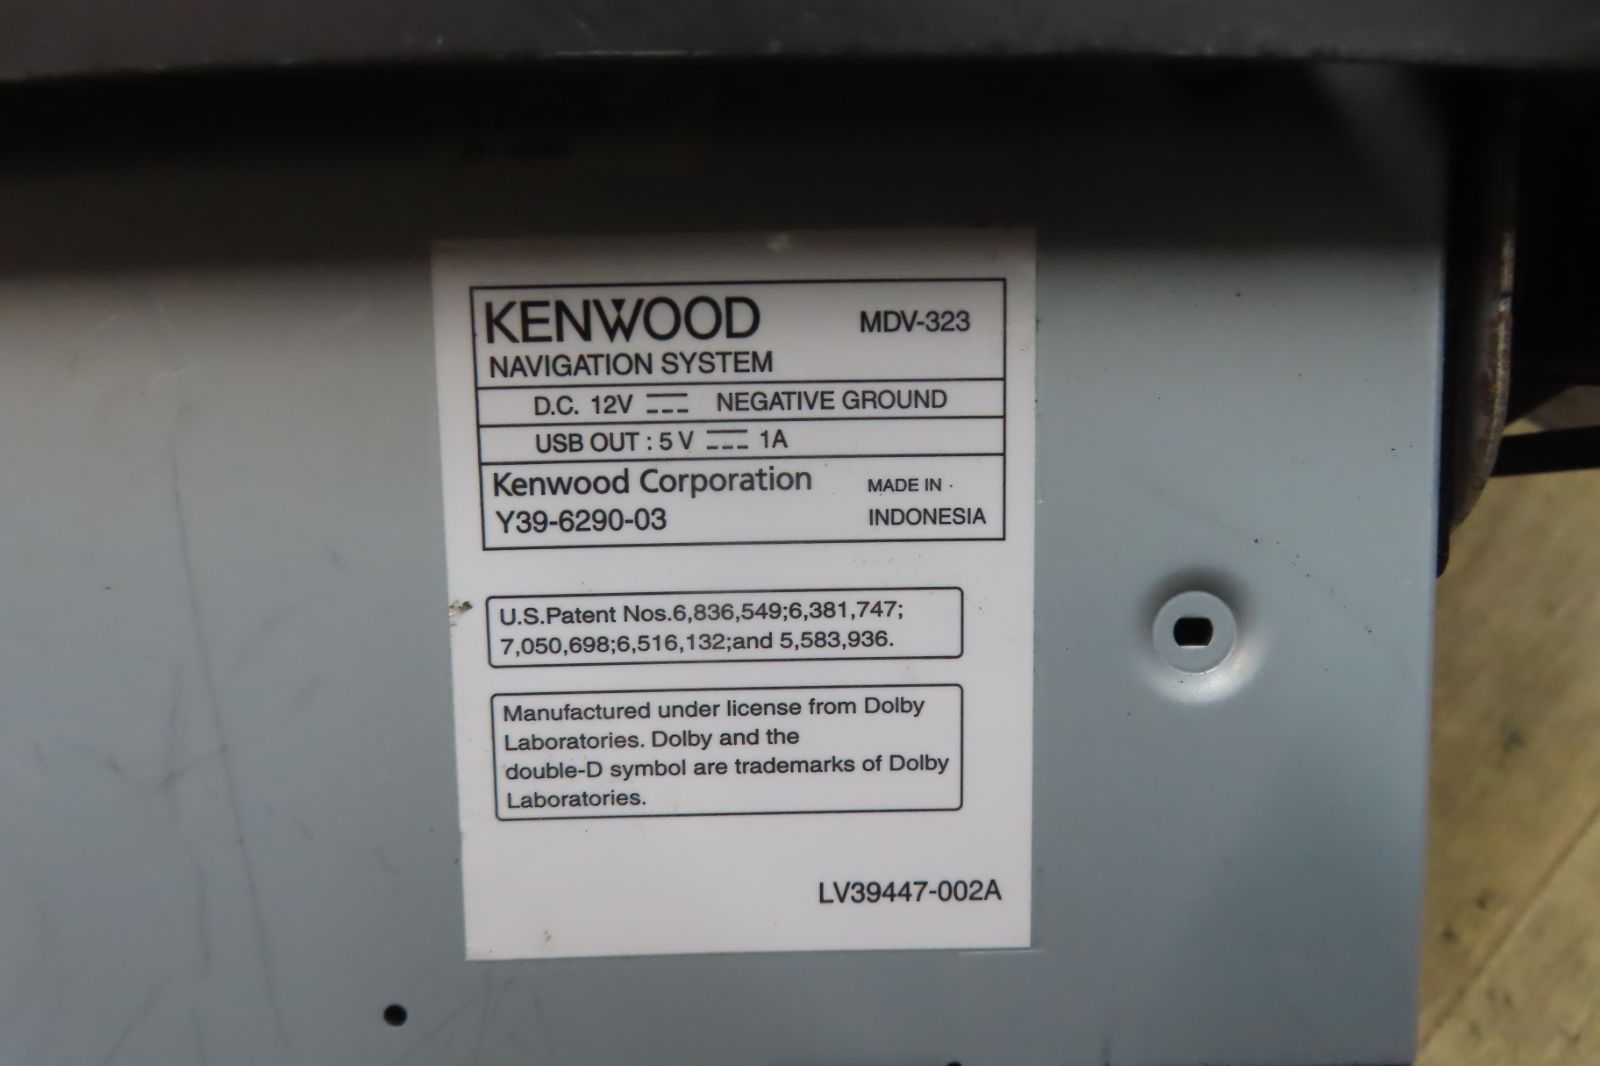 KENWOOD MDV-323
NAVIGATION SYSTEM
D.C. 12V ⎓ NEGATIVE GROUND
USB OUT : 5 V ⎓ 1A
Kenwood Corporation MADE IN
Y39-6290-03 INDONESIA
U.S.Patent Nos.6,836,549;6,381,747;
7,050,698;6,516,132;and 5,583,936.
Manufactured under license from Dolby
Laboratories. Dolby and the
double-D symbol are trademarks of Dolby
Laboratories.
LV39447-002A